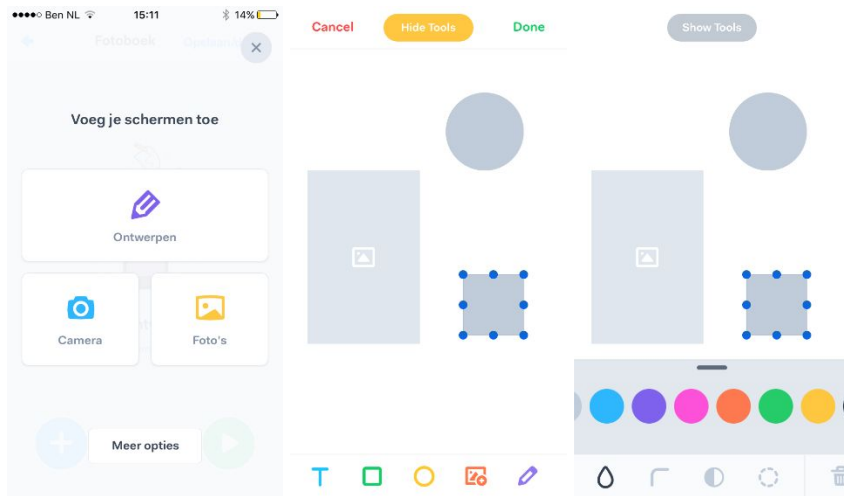 Ben NL 15:11 14%
Fotoboek
Voeg je schermen toe
Ontwerpen
Camera
Foto's
Meer opties
Cancel
Hide Tools
Done
Show Tools